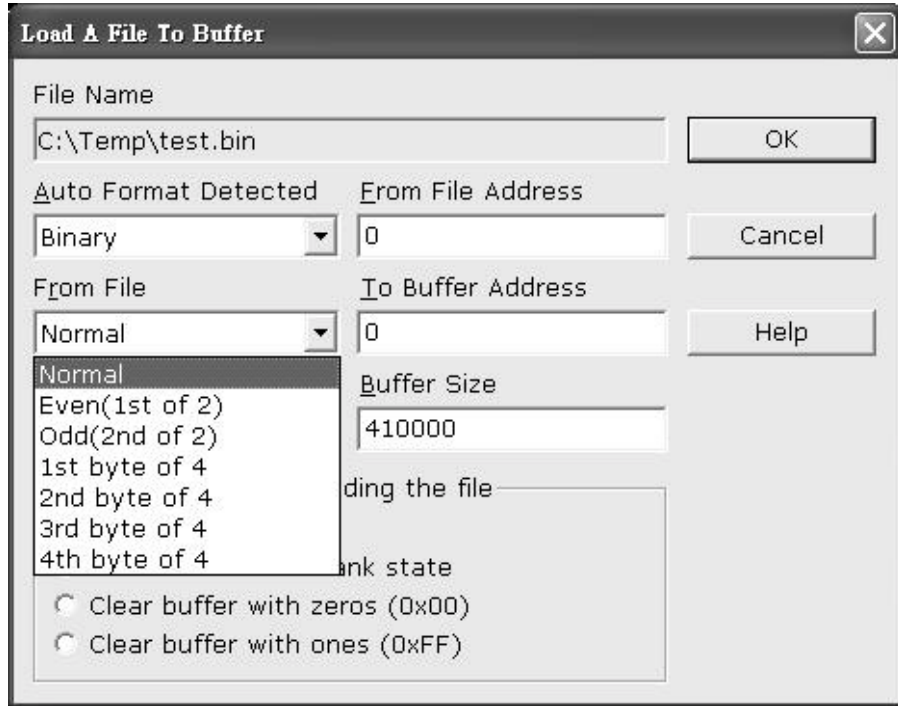 Load A File To Buffer
File Name
C:\Temp\test.bin
OK
Auto Format Detected
From File Address
Binary
0
Cancel
From File
To Buffer Address
Normal
0
Help
Normal
Even(1st of 2)
Odd(2nd of 2)
1st byte of 4
2nd byte of 4
3rd byte of 4
4th byte of 4
Buffer Size
410000
ding the file
nk state
Clear buffer with zeros (0x00)
Clear buffer with ones (0xFF)